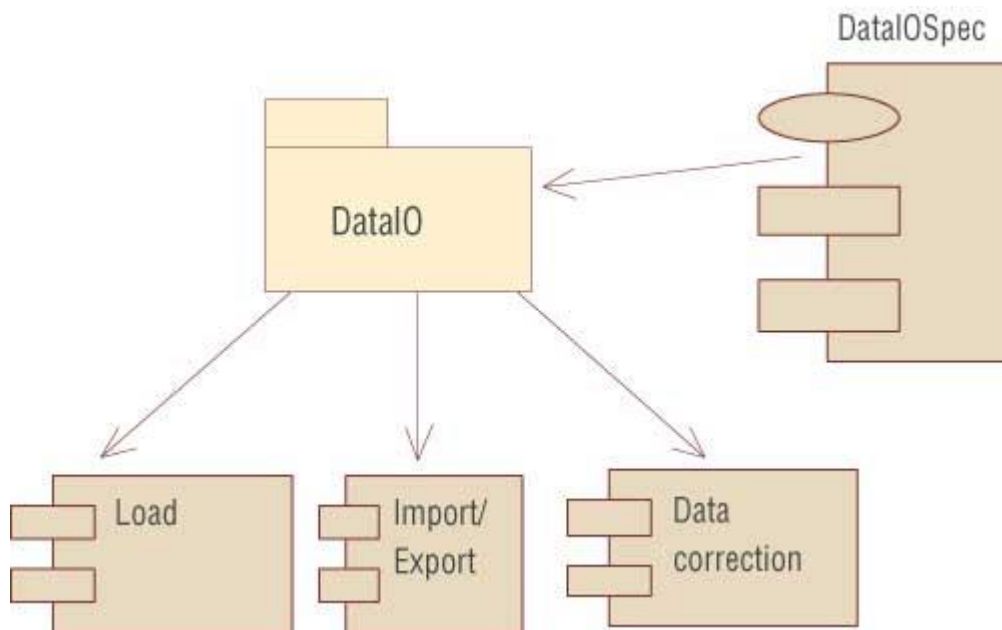 DataIOSpec
DataIO
Load
Import/
Export
Data
correction